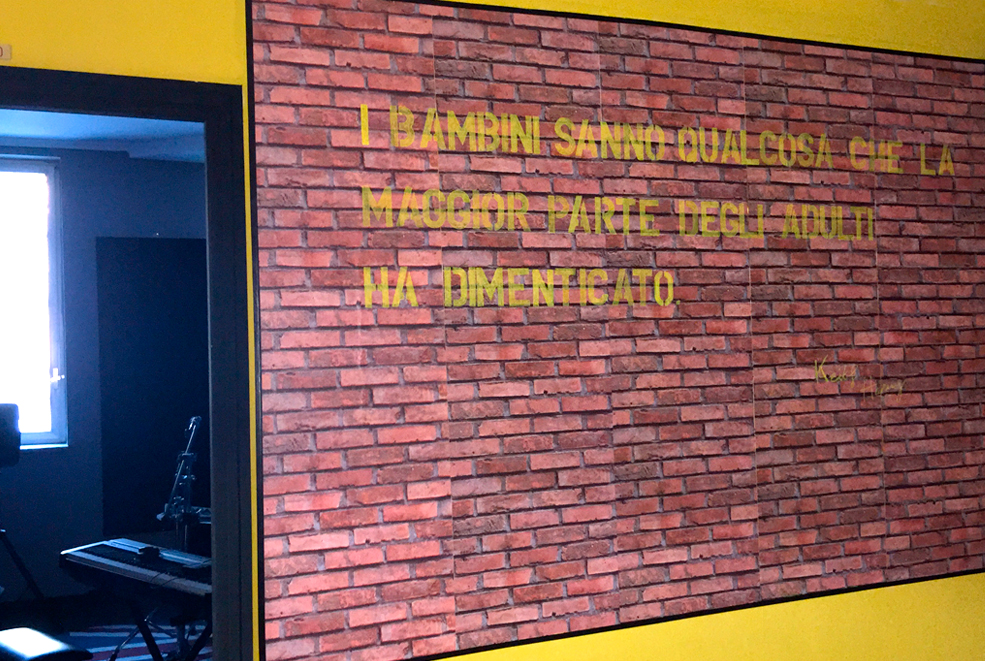 I BAMBINI SANNO QUALCOSA CHE LA
MAGGIOR PARTE DEGLI ADULTI
HA DIMENTICATO.